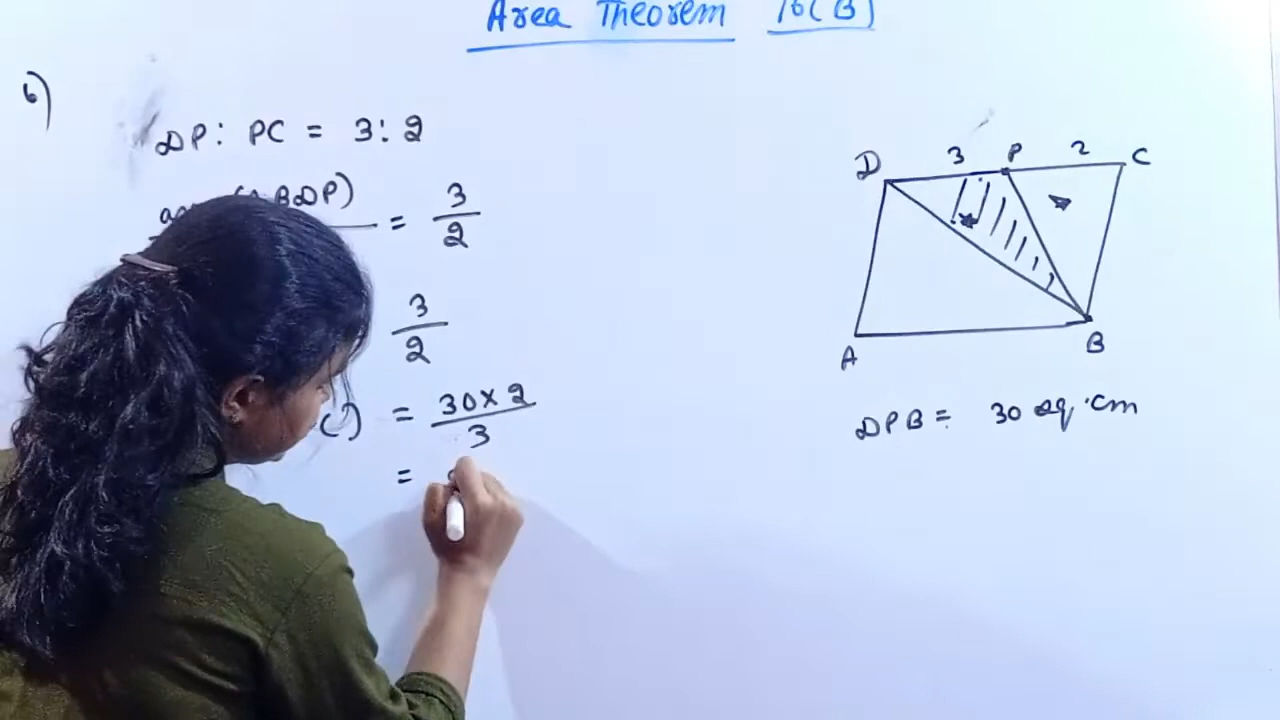 Area Theorem 16(B)
6)
DP : PC = 3 : 2
BDP) = 3/2
3/2
= 30 × 2 / 3
=
D 3 P 2 C
A B
DPB = 30 sq.cm